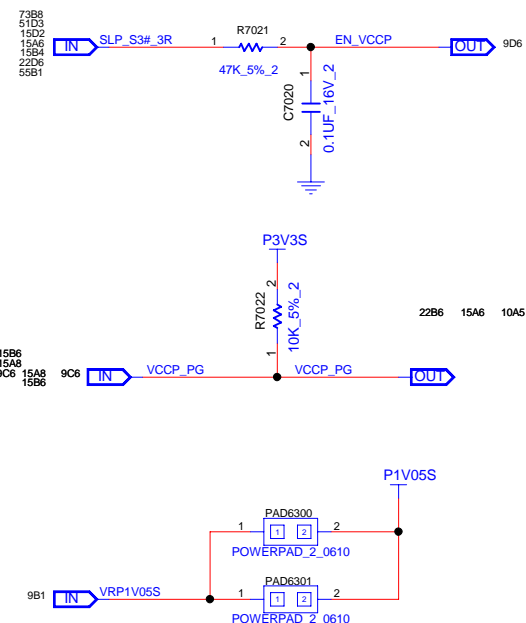 73B8
51D3
15D2
15A6
15B4
22D6
55B1
IN
SLP_S3#_3R
1
R7021
2
47K_5%_2
EN_VCCP
OUT
9D6
1
C7020
0.1UF_16V_2
2
P3V3S
2
R7022
10K_5%_2
1
22B6 15A6 10A5
15B6
15A8
9C6 15A8 9C6
15B6
IN
VCCP_PG
VCCP_PG
OUT
P1V05S
PAD6300
1
1 2
2
POWERPAD_2_0610
9B1
IN
VRP1V05S
PAD6301
1
1 2
2
POWERPAD_2_0610